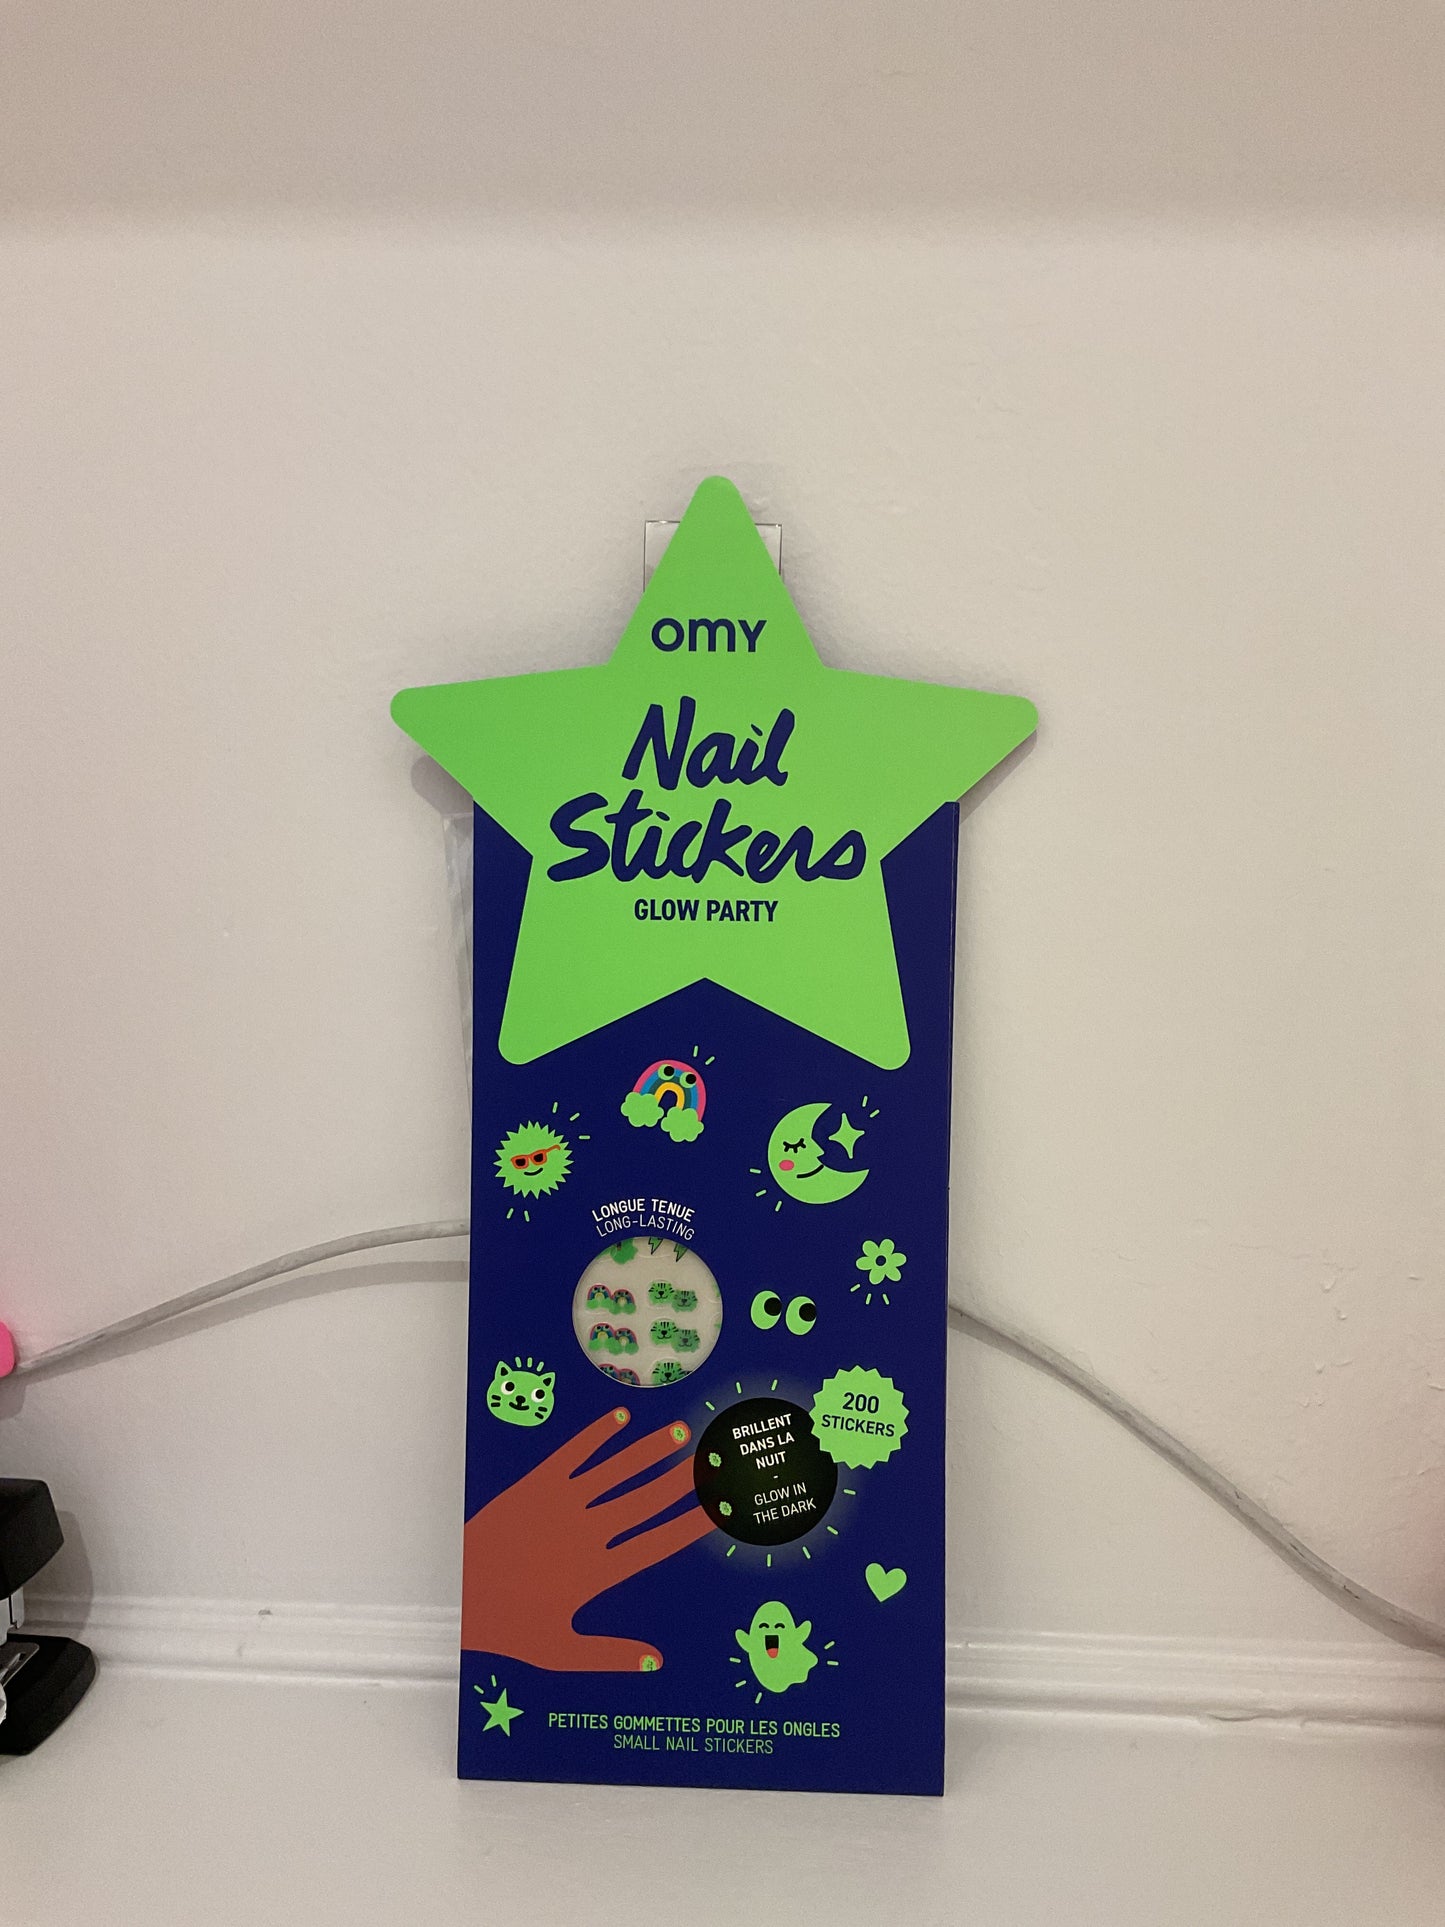 omy
Nail
Stickers
GLOW PARTY
LONGUE TENUE
LONG-LASTING
200
STICKERS
BRILLENT
DANS LA
NUIT
-
GLOW IN
THE DARK
PETITES GOMMETTES POUR LES ONGLES
SMALL NAIL STICKERS